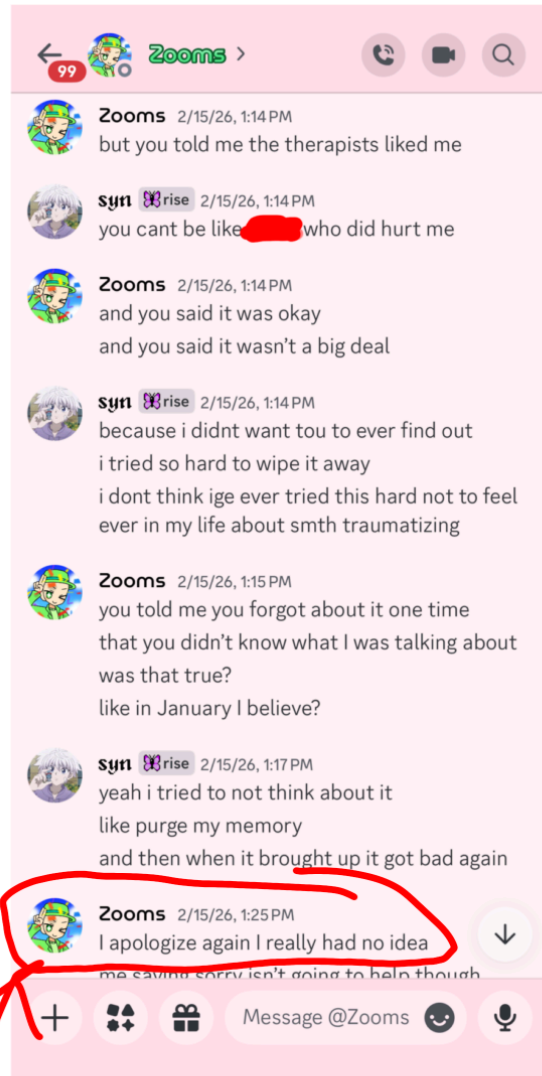 99
Zooms >
Zooms 2/15/26, 1:14 PM
but you told me the therapists liked me
syn rise 2/15/26, 1:14 PM
you cant be like who did hurt me
Zooms 2/15/26, 1:14 PM
and you said it was okay
and you said it wasn't a big deal
syn rise 2/15/26, 1:14 PM
because i didnt want tou to ever find out
i tried so hard to wipe it away
i dont think ige ever tried this hard not to feel
ever in my life about smth traumatizing
Zooms 2/15/26, 1:15 PM
you told me you forgot about it one time
that you didn't know what I was talking about
was that true?
like in January I believe?
syn rise 2/15/26, 1:17 PM
yeah i tried to not think about it
like purge my memory
and then when it brought up it got bad again
Zooms 2/15/26, 1:25 PM
I apologize again I really had no idea
me saying sorry isn't going to help though
Message @Zooms